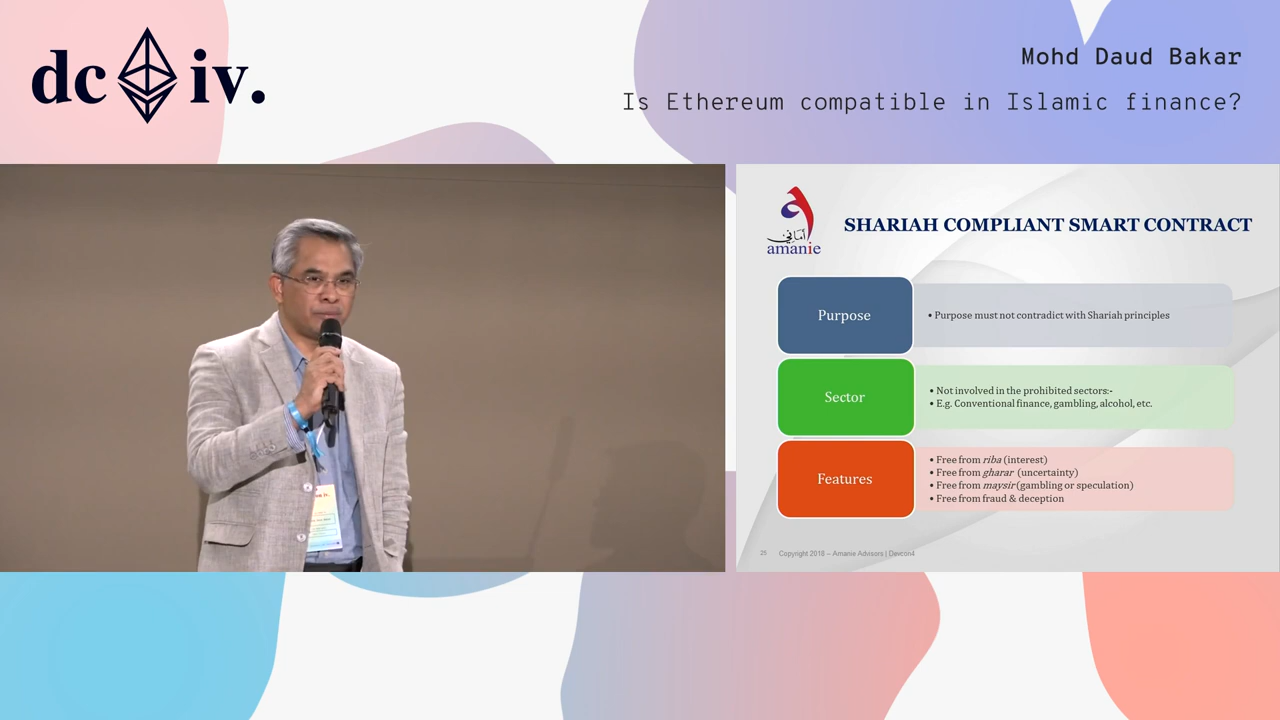 dc iv.
Mohd Daud Bakar
Is Ethereum compatible in Islamic finance?
أماني
amanie
SHARIAH COMPLIANT SMART CONTRACT
Purpose
• Purpose must not contradict with Shariah principles
Sector
• Not involved in the prohibited sectors:-
• E.g. Conventional finance, gambling, alcohol, etc.
Features
• Free from riba (interest)
• Free from gharar (uncertainty)
• Free from maysir (gambling or speculation)
• Free from fraud & deception
25 Copyright 2018 – Amanie Advisors | Devcon4